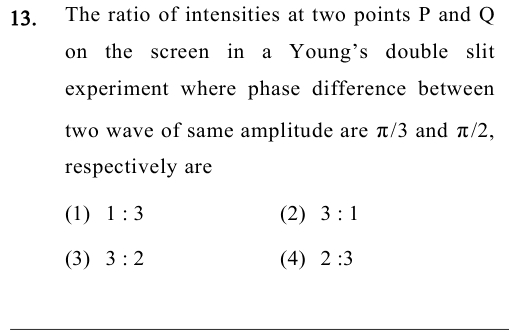 13. The ratio of intensities at two points P and Q
on the screen in a Young's double slit
experiment where phase difference between
two wave of same amplitude are π/3 and π/2,
respectively are
(1) 1 : 3 (2) 3 : 1
(3) 3 : 2 (4) 2 :3